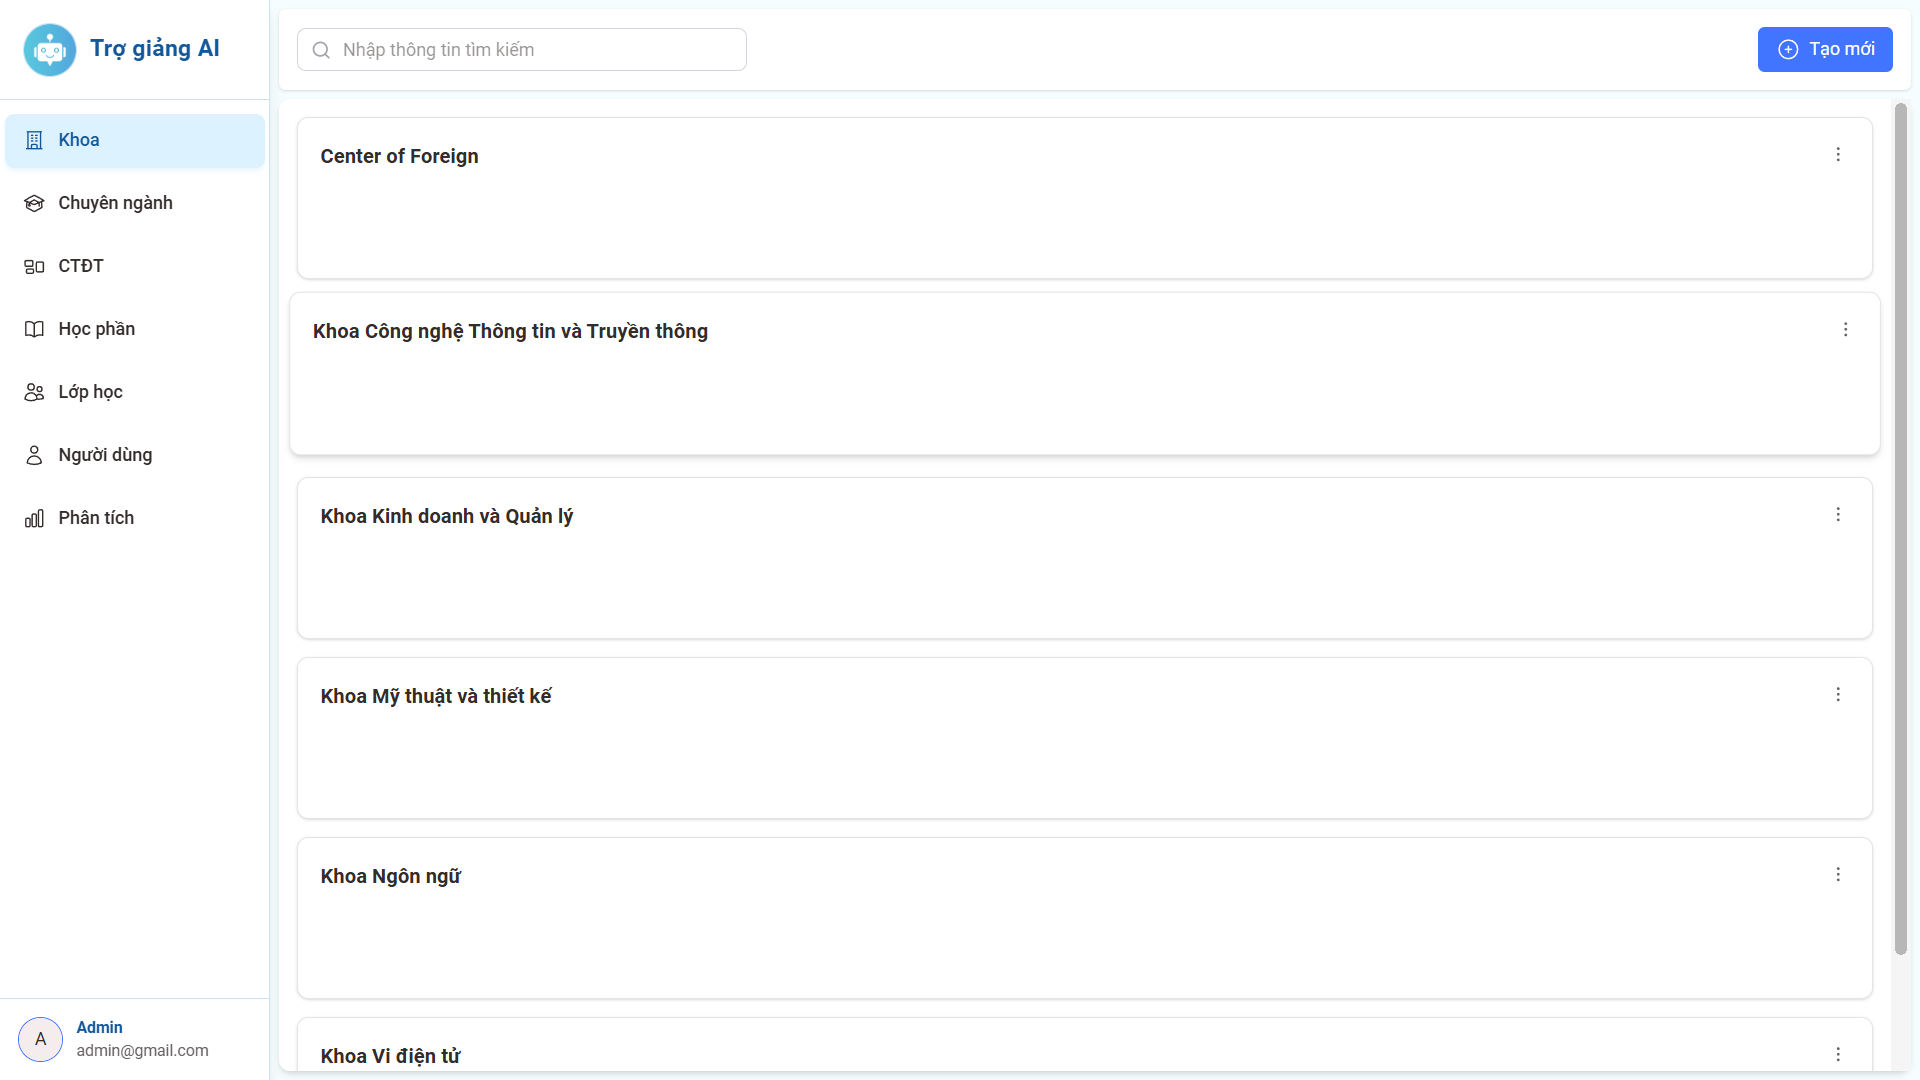 Trợ giảng AI
Khoa
Chuyên ngành
CTĐT
Học phần
Lớp học
Người dùng
Phân tích
A
Admin
admin@gmail.com
Nhập thông tin tìm kiếm
Tạo mới
Center of Foreign
Khoa Công nghệ Thông tin và Truyền thông
Khoa Kinh doanh và Quản lý
Khoa Mỹ thuật và thiết kế
Khoa Ngôn ngữ
Khoa Vi điện tử